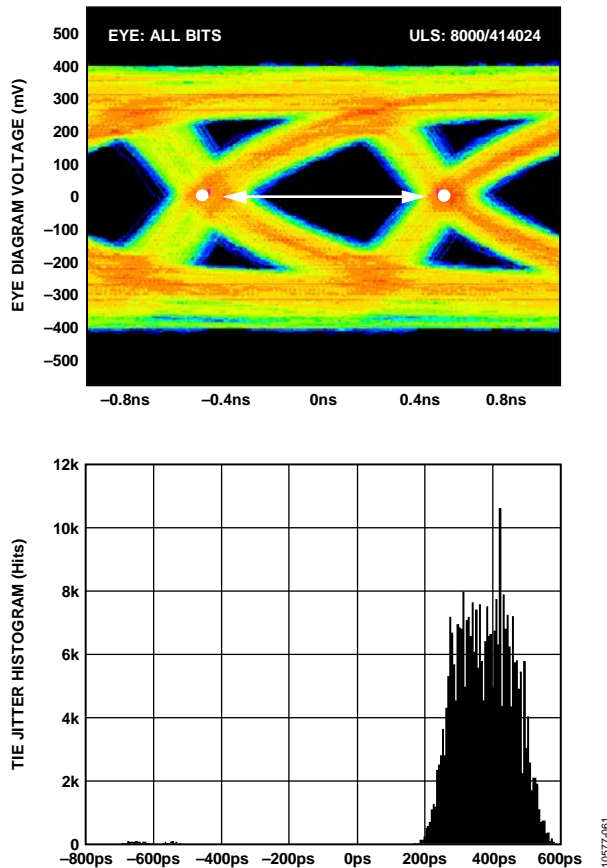 EYE: ALL BITS ULS: 8000/414024
EYE DIAGRAM VOLTAGE (mV)
500
400
300
200
100
0
–100
–200
–300
–400
–500
–0.8ns –0.4ns 0ns 0.4ns 0.8ns
TIE JITTER HISTOGRAM (Hits)
12k
10k
8k
6k
4k
2k
0
–800ps –600ps –400ps –200ps 0ps 200ps 400ps 600ps
10577-061